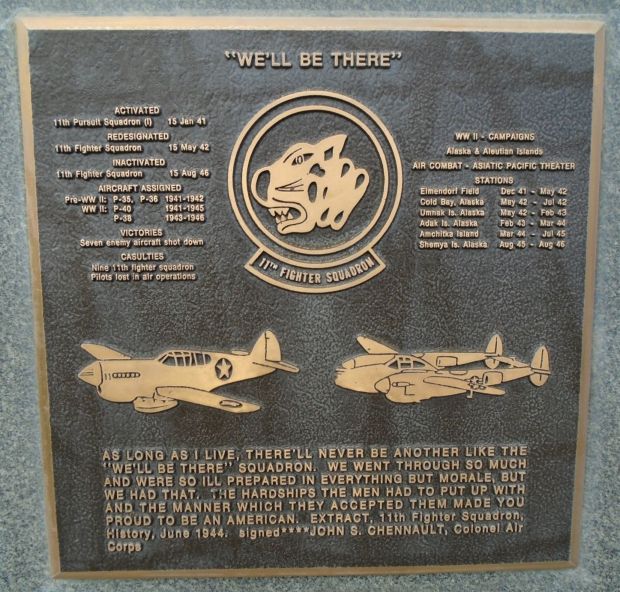 "WE'LL BE THERE"
ACTIVATED
11th Pursuit Squadron (I) 15 Jan 41
REDESIGNATED
11th Fighter Squadron 15 May 42
INACTIVATED
11th Fighter Squadron 15 Aug 46
AIRCRAFT ASSIGNED
Pre-WW II: P-35, P-36 1941-1942
WW II: P-40 1941-1945
P-38 1943-1946
VICTORIES
Seven enemy aircraft shot down
CASULTIES
Nine 11th fighter squadron
Pilots lost in air operations
11TH FIGHTER SQUADRON
WW II - CAMPAIGNS
Alaska & Aleutian Islands
AIR COMBAT - ASIATIC PACIFIC THEATER
STATIONS
Elmendorf Field Dec 41 - May 42
Cold Bay, Alaska May 42 - Jul 42
Umnak Is. Alaska May 42 - Feb 43
Adak Is. Alaska Feb 43 - Mar 44
Amchitka Island Mar 44 - Jul 45
Shemya Is. Alaska Aug 45 - Aug 46
AS LONG AS I LIVE, THERE'LL NEVER BE ANOTHER LIKE THE
"WE'LL BE THERE" SQUADRON. WE WENT THROUGH SO MUCH
AND WERE SO ILL PREPARED IN EVERYTHING BUT MORALE, BUT
WE HAD THAT. THE HARDSHIPS THE MEN HAD TO PUT UP WITH
AND THE MANNER WHICH THEY ACCEPTED THEM MADE YOU
PROUD TO BE AN AMERICAN. EXTRACT, 11th Fighter Squadron,
History, June 1944. signed****JOHN S. CHENNAULT, Colonel Air
Corps